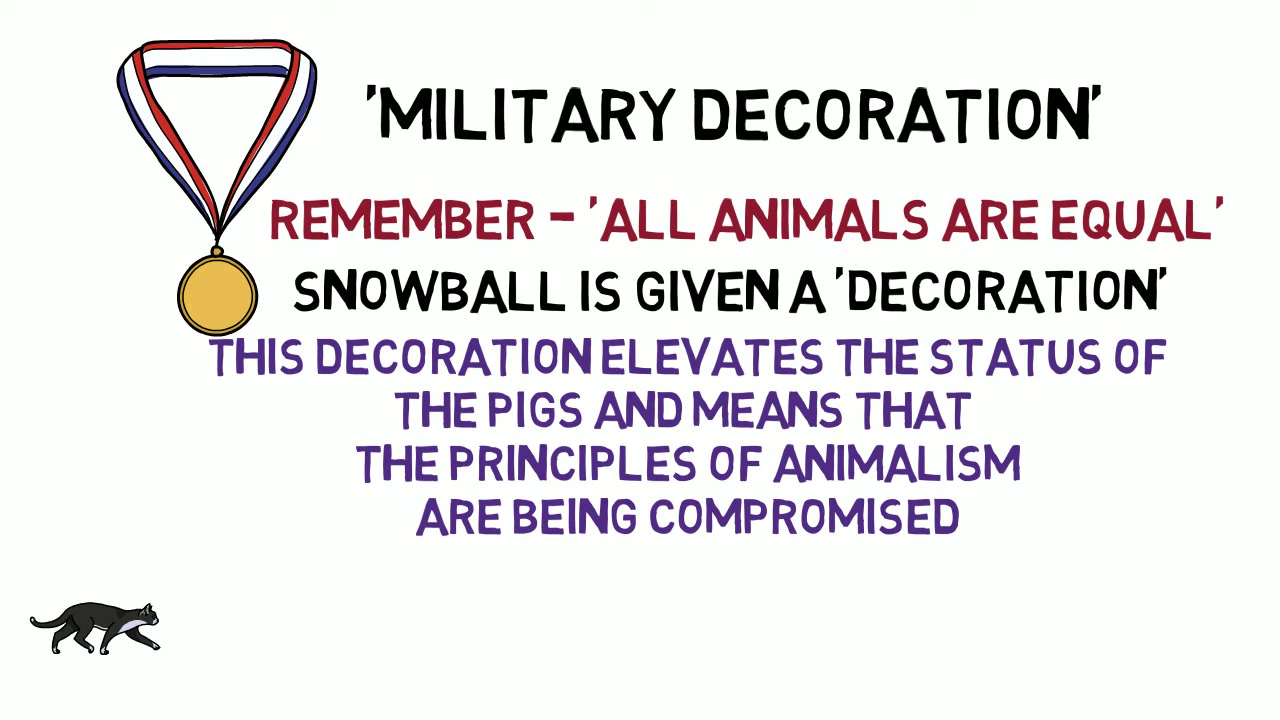 'MILITARY DECORATION'
REMEMBER - 'ALL ANIMALS ARE EQUAL'
SNOWBALL IS GIVEN A 'DECORATION'
THIS DECORATION ELEVATES THE STATUS OF
THE PIGS AND MEANS THAT
THE PRINCIPLES OF ANIMALISM
ARE BEING COMPROMISED